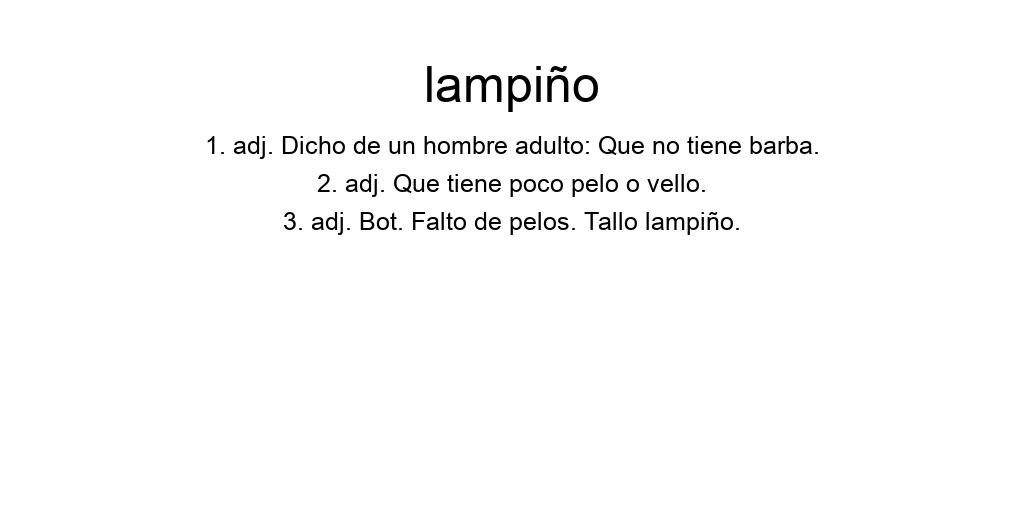 lampiño
1. adj. Dicho de un hombre adulto: Que no tiene barba.
2. adj. Que tiene poco pelo o vello.
3. adj. Bot. Falto de pelos. Tallo lampiño.